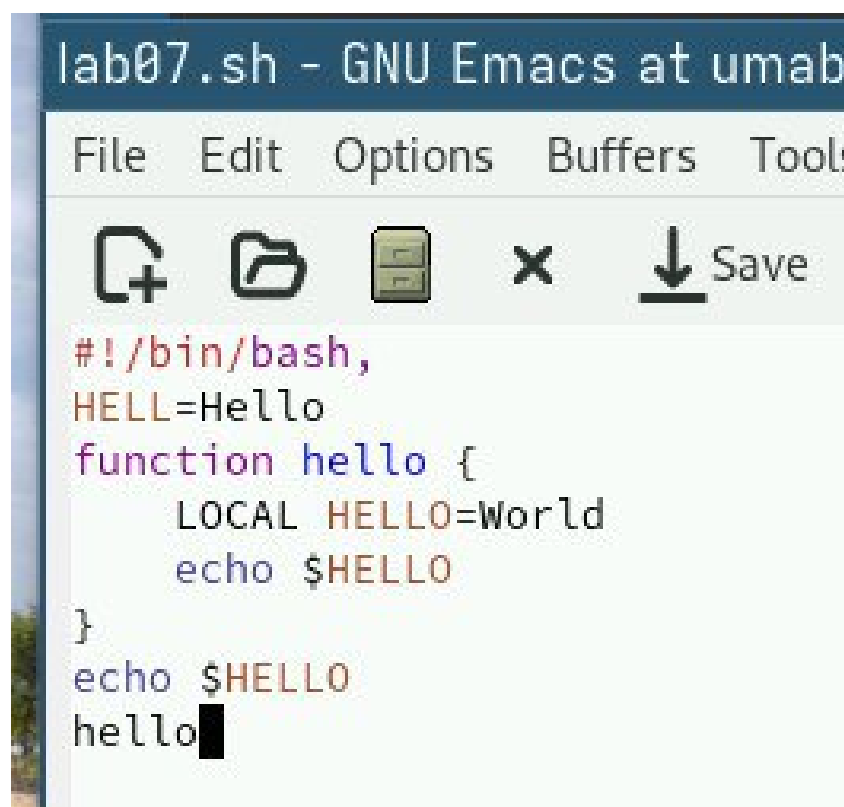 lab07.sh - GNU Emacs at umab
File Edit Options Buffers Tools
Save
#!/bin/bash,
HELL=Hello
function hello {
LOCAL HELLO=World
echo $HELLO
}
echo $HELLO
hello